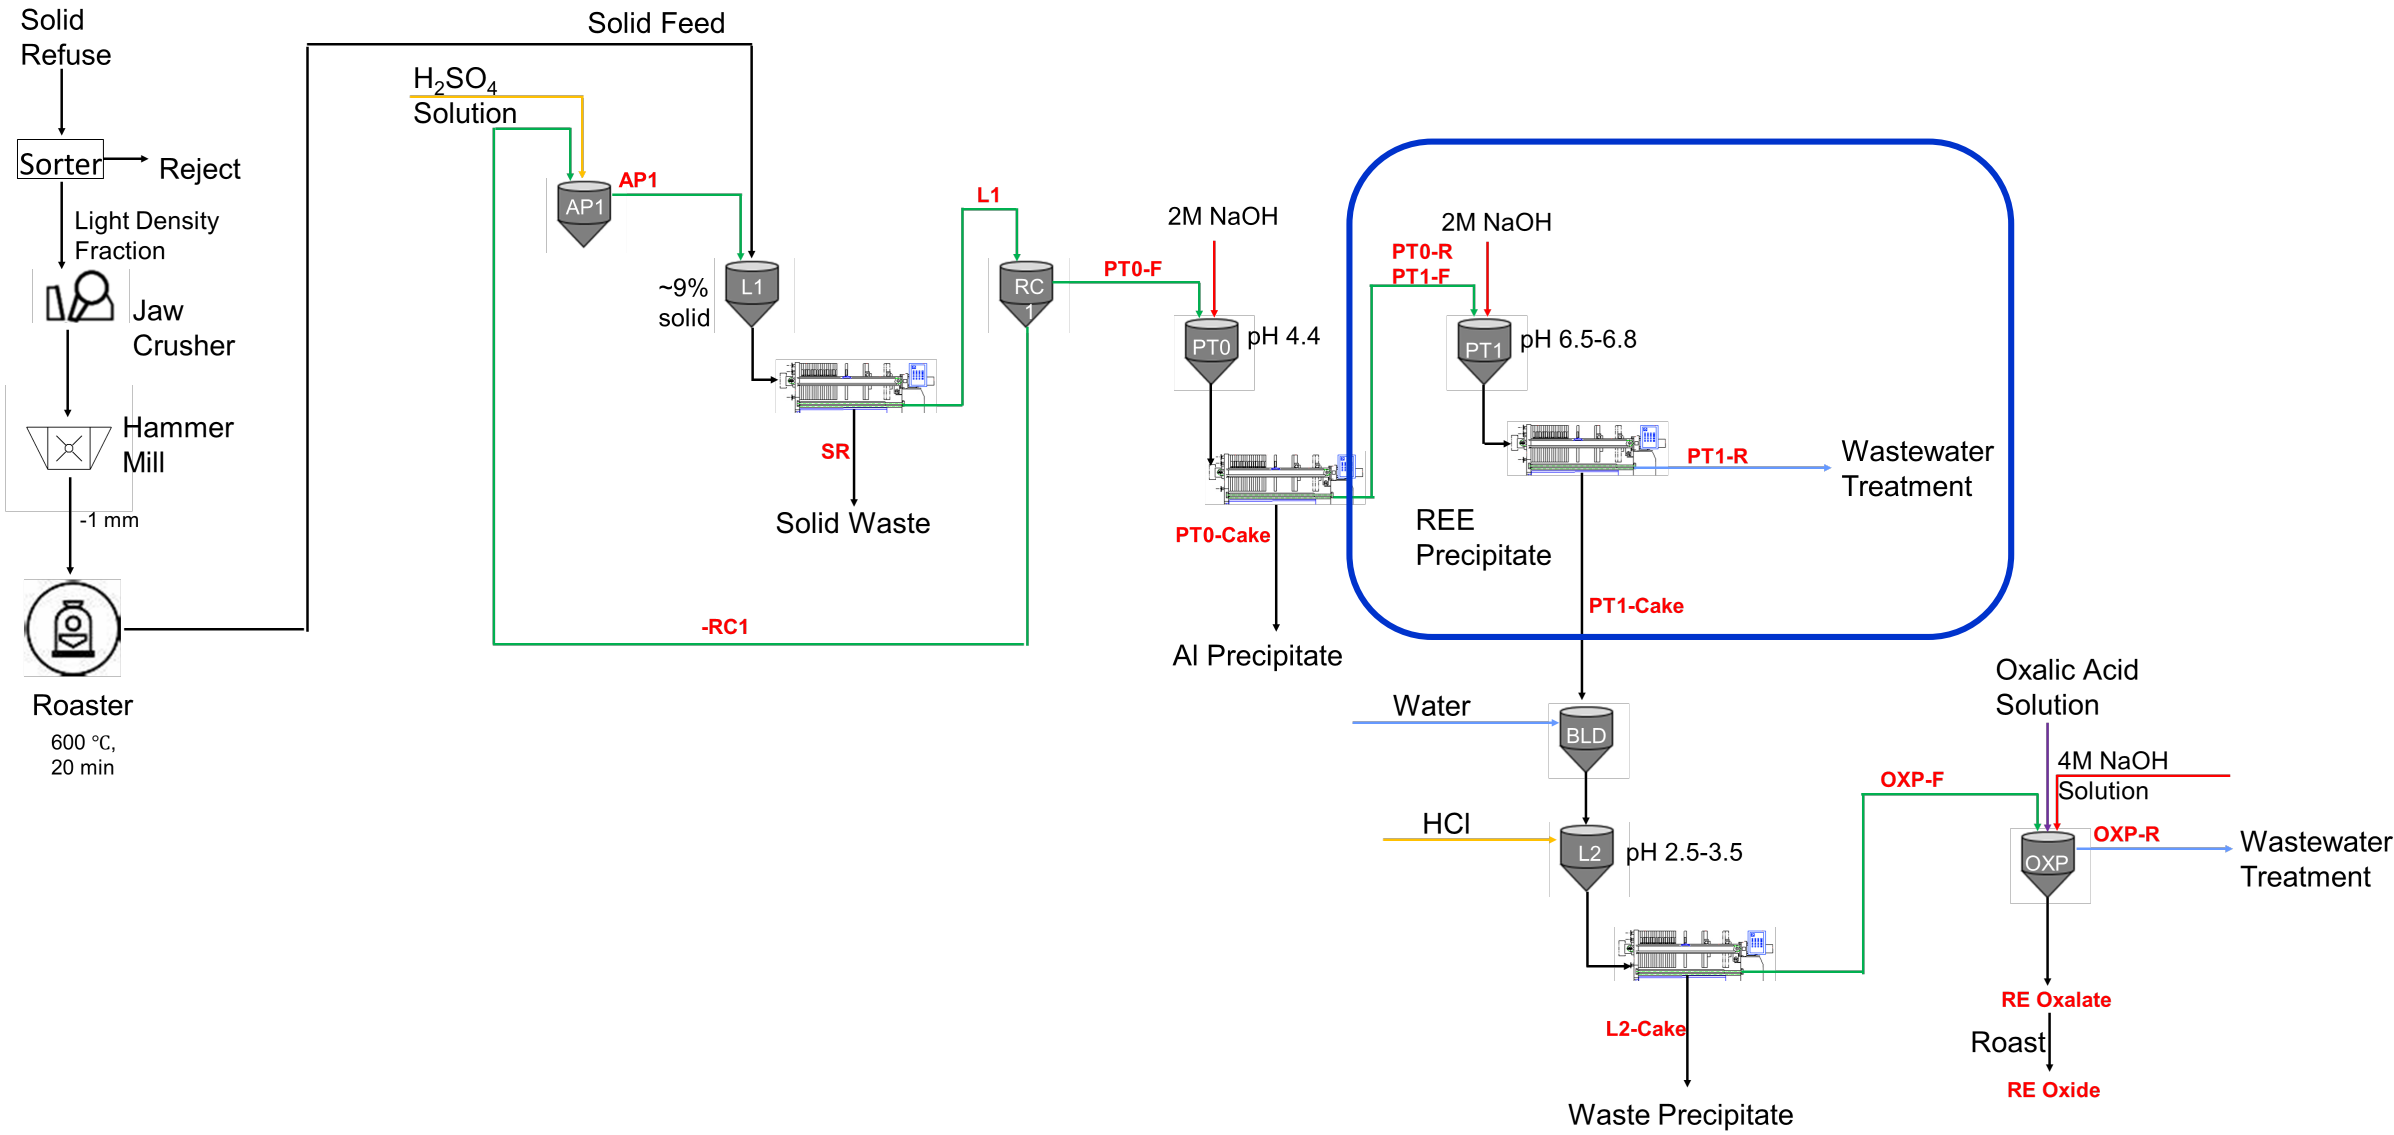 Solid
Refuse
Sorter
Reject
Light Density
Fraction
Jaw
Crusher
Hammer
Mill
-1 mm
Roaster
600 ℃,
20 min
Solid Feed
H₂SO₄
Solution
AP1
AP1
~9%
solid
L1
SR
Solid Waste
L1
RC
1
-RC1
PT0-F
2M NaOH
PT0
pH 4.4
PT0-Cake
Al Precipitate
2M NaOH
PT0-R
PT1-F
PT1
pH 6.5-6.8
PT1-R
Wastewater
Treatment
REE
Precipitate
PT1-Cake
Water
BLD
HCl
L2
pH 2.5-3.5
L2-Cake
Waste Precipitate
OXP-F
Oxalic Acid
Solution
4M NaOH
Solution
OXP
OXP-R
Wastewater
Treatment
RE Oxalate
Roast
RE Oxide